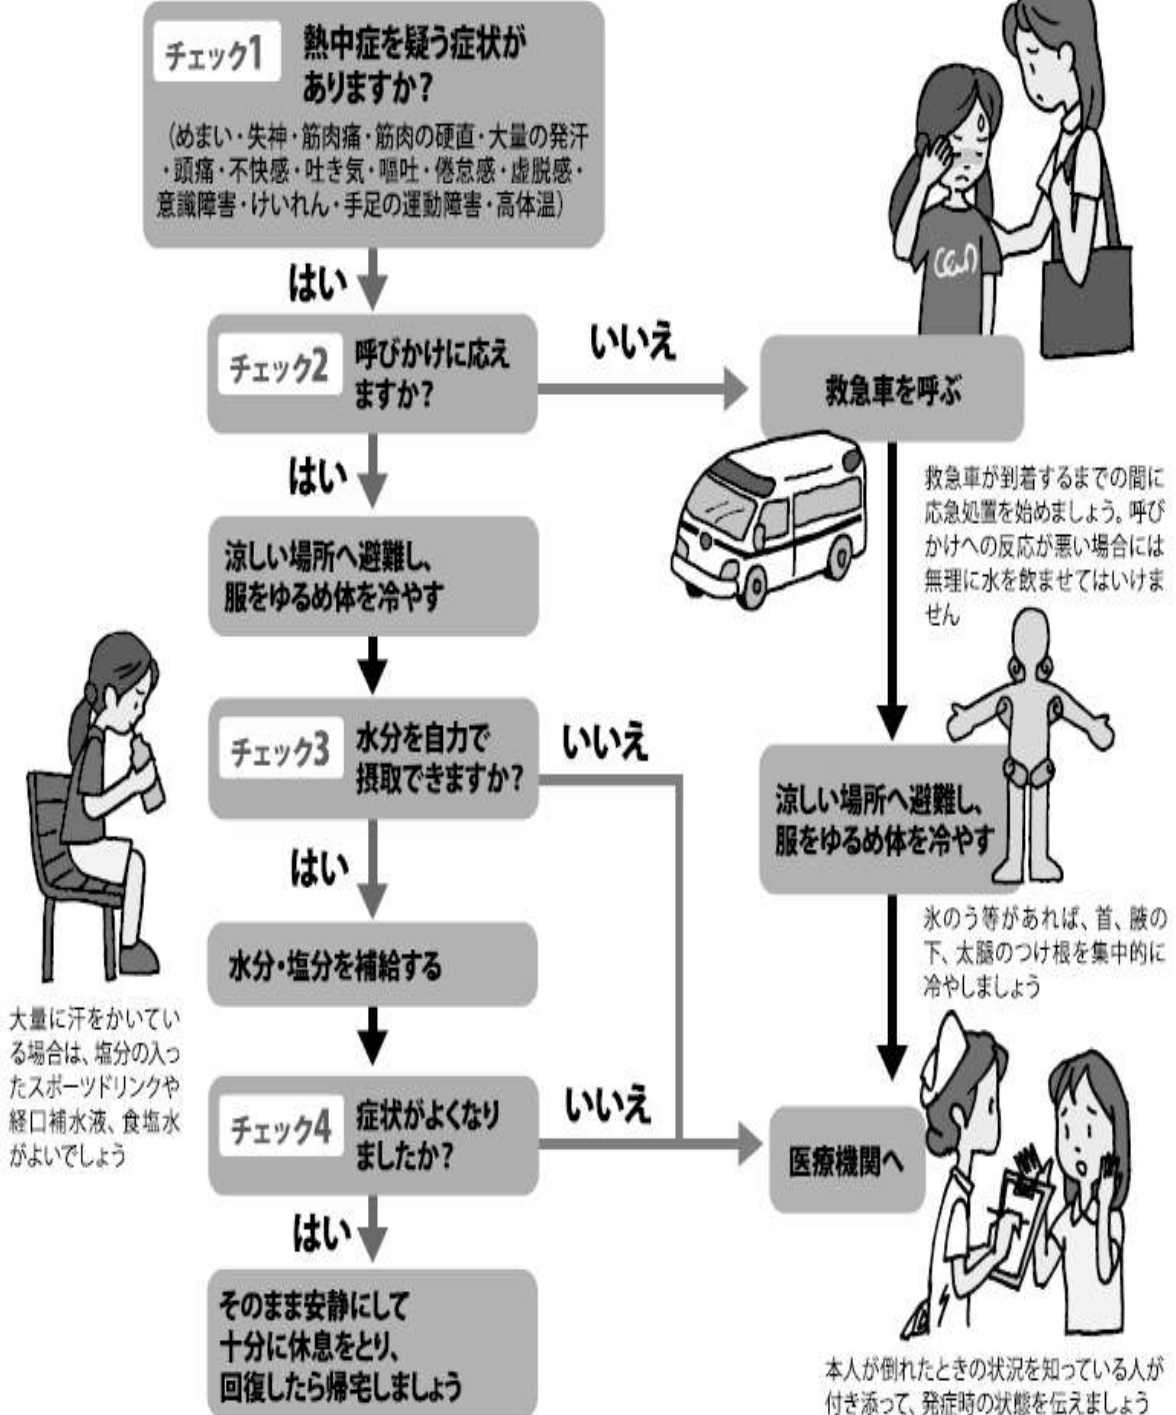 チェック1
熱中症を疑う症状が
ありますか？
（めまい・失神・筋肉痛・筋肉の硬直・大量の発汗
・頭痛・不快感・吐き気・嘔吐・倦怠感・虚脱感・
意識障害・けいれん・手足の運動障害・高体温）
はい
チェック2
呼びかけに応え
ますか？
いいえ
救急車を呼ぶ
救急車が到着するまでの間に
応急処置を始めましょう。呼び
かけへの反応が悪い場合には
無理に水を飲ませてはいけま
せん
はい
涼しい場所へ避難し、
服をゆるめ体を冷やす
チェック3
水分を自力で
摂取できますか？
いいえ
涼しい場所へ避難し、
服をゆるめ体を冷やす
氷のう等があれば、首、腋の
下、太腿のつけ根を集中的に
冷やしましょう
はい
水分・塩分を補給する
大量に汗をかいてい
る場合は、塩分の入っ
たスポーツドリンクや
経口補水液、食塩水
がよいでしょう
チェック4
症状がよくなり
ましたか？
いいえ
医療機関へ
はい
そのまま安静にして
十分に休息をとり、
回復したら帰宅しましょう
本人が倒れたときの状況を知っている人が
付き添って、発症時の状態を伝えましょう